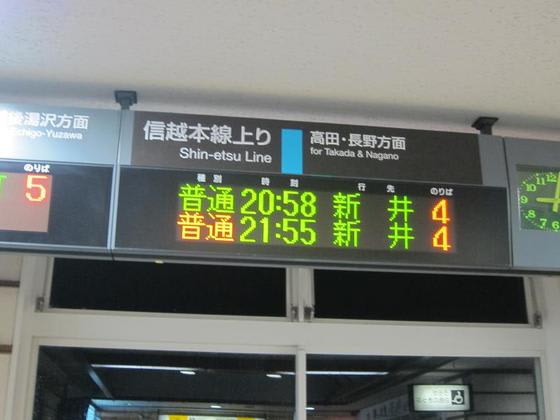 後湯沢方面
Echigo-Yuzawa
のりば
5
信越本線上り
Shin-etsu Line
高田・長野方面
for Takada & Nagano
種別 時刻 行先 のりば
普通 20:58 新井 4
普通 21:55 新井 4